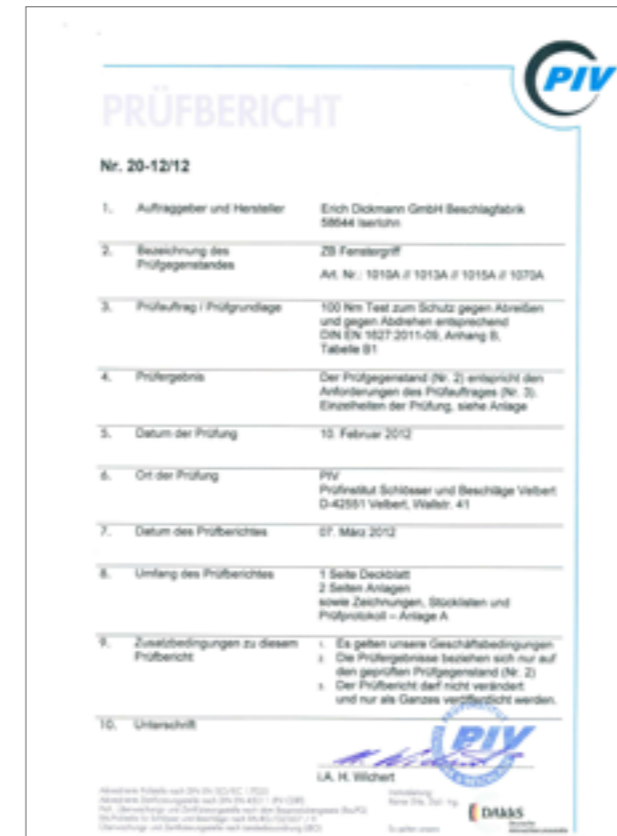 PIV
PRÜFBERICHT
Nr. 20-12/12
1. Auftraggeber und Hersteller
Erich Dickmann GmbH Beschlagfabrik
58644 Iserlohn
2. Bezeichnung des
Prüfgegenstandes
ZB Fenstergriff
Art. Nr.: 1010A // 1013A // 1015A // 1070A
3. Prüfauftrag / Prüfgrundlage
100 Nm Test zum Schutz gegen Abreißen
und gegen Abdrehen entsprechend
DIN EN 1627:2011-09, Anhang B,
Tabelle B1
4. Prüfergebnis
Der Prüfgegenstand (Nr. 2) entspricht den
Anforderungen des Prüfauftrages (Nr. 3).
Einzelheiten der Prüfung, siehe Anlage
5. Datum der Prüfung
10. Februar 2012
6. Ort der Prüfung
PIV
Prüfinstitut Schlösser und Beschläge Velbert
D-42551 Velbert, Wallstr. 41
7. Datum des Prüfberichtes
07. März 2012
8. Umfang des Prüfberichtes
1 Seite Deckblatt
2 Seiten Anlagen
sowie Zeichnungen, Stücklisten und
Prüfprotokoll – Anlage A
9. Zusatzbedingungen zu diesem
Prüfbericht
1. Es gelten unsere Geschäftsbedingungen
2. Die Prüfergebnisse beziehen sich nur auf
den geprüften Prüfgegenstand (Nr. 2)
3. Der Prüfbericht darf nicht verändert
und nur als Ganzes veröffentlicht werden.
10. Unterschrift
PIV
i.A. H. Wichert
DAkkS